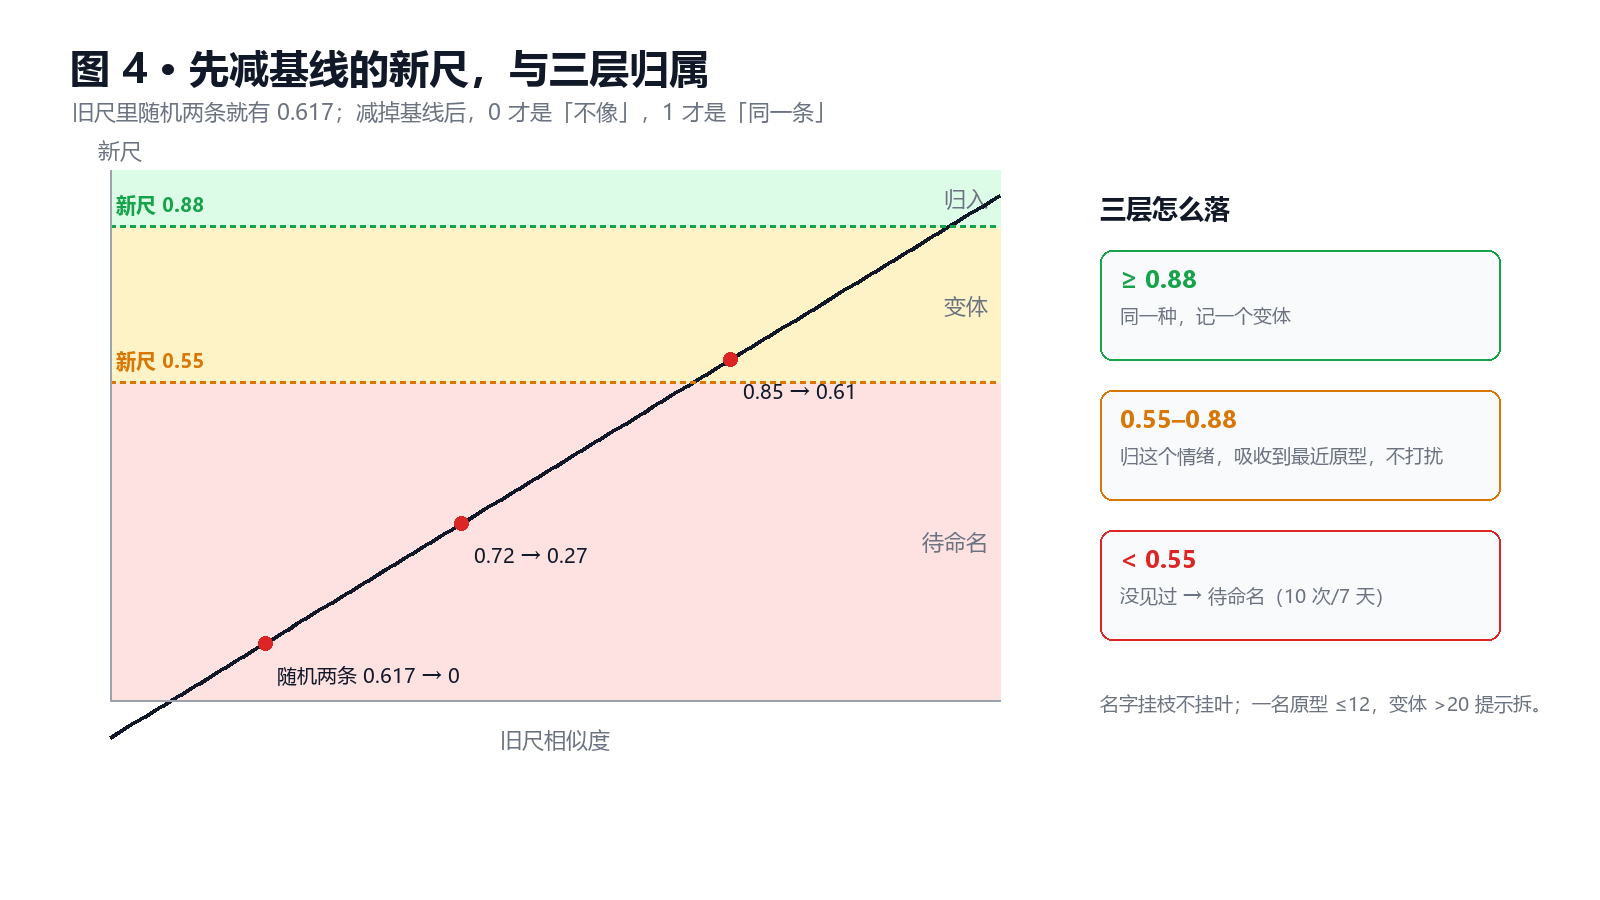 图 4 · 先减基线的新尺，与三层归属
旧尺里随机两条就有 0.617；减掉基线后，0 才是「不像」，1 才是「同一条」
新尺
新尺 0.88
归入
变体
新尺 0.55
0.85 → 0.61
待命名
0.72 → 0.27
随机两条 0.617 → 0
旧尺相似度
三层怎么落
≥ 0.88
同一种，记一个变体
0.55–0.88
归这个情绪，吸收到最近原型，不打扰
< 0.55
没见过 → 待命名（10 次/7 天）
名字挂枝不挂叶；一名原型 ≤12，变体 >20 提示拆。